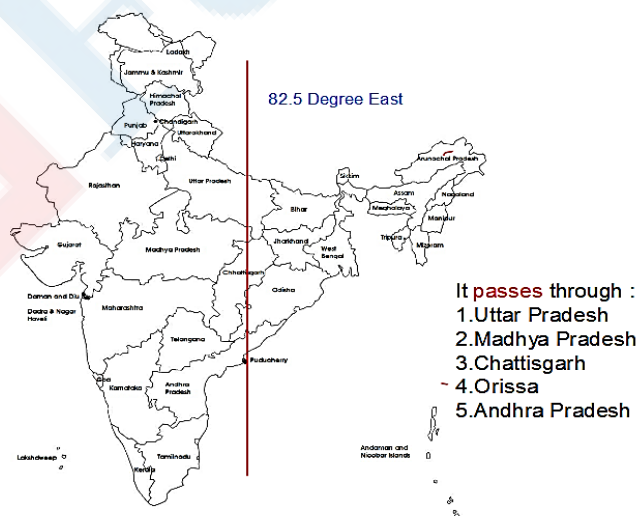 Ladakh
Jammu & Kashmir
82.5 Degree East
Himachal
Pradesh
Punjab
Chandigarh
Uttarakhand
Haryana
Delhi
Arunachal Pradesh
Sikkim
Rajasthan
Uttar Pradesh
Assam
Nagaland
Meghalaya
Bihar
Manipur
Tripura
Mizoram
Gujarat
Madhya Pradesh
Jharkhand
West
Bengal
Chhattisgarh
Odisha
Daman and Diu
Dadra & Nagar
Haveli
Maharashtra
Telangana
Puducherry
Goa
Karnataka
Andhra
Pradesh
It passes through :
1.Uttar Pradesh
2.Madhya Pradesh
3.Chattisgarh
4.Orissa
5.Andhra Pradesh
Lakshdweep
Kerala
Tamilnadu
Andaman and
Nicobar Islands